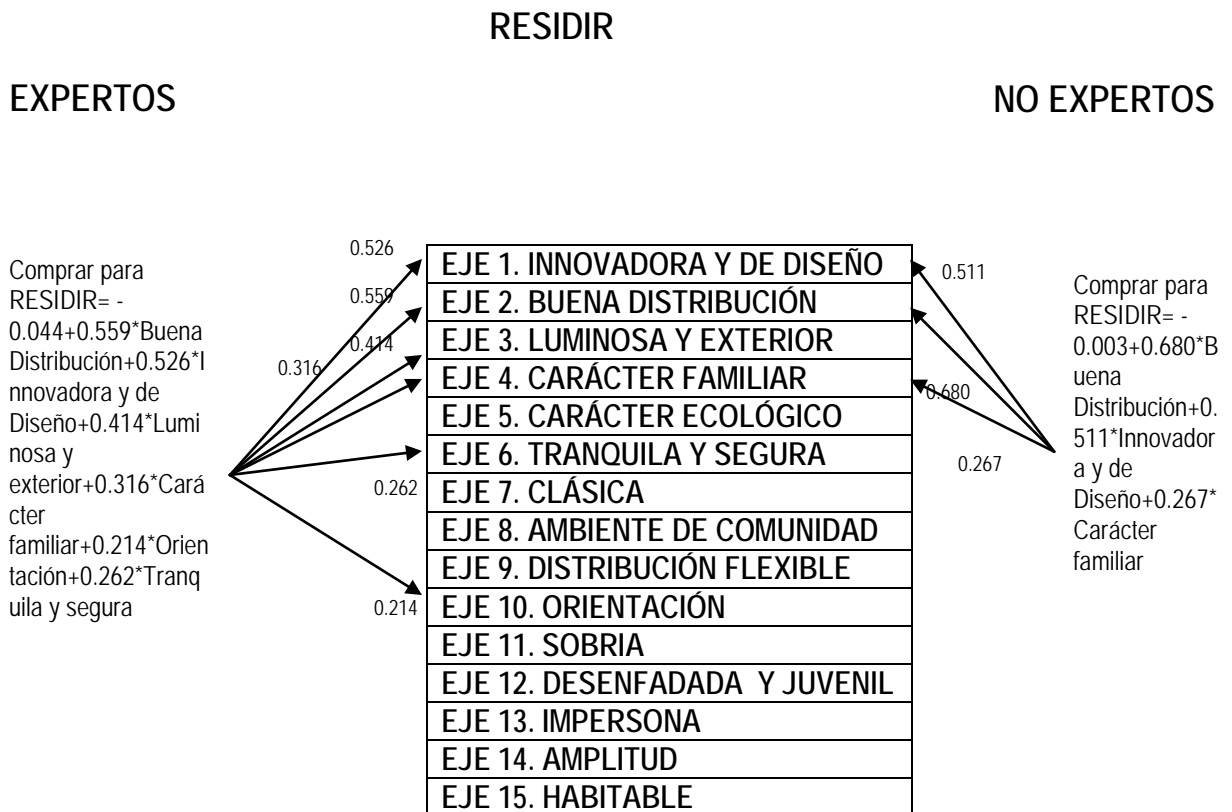 RESIDIR
EXPERTOS
NO EXPERTOS
Comprar para
RESIDIR= -
0.044+0.559*Buena
Distribución+0.526*I
nnovadora y de
Diseño+0.414*Lumi
nosa y
exterior+0.316*Cará
cter
familiar+0.214*Orien
tación+0.262*Tranq
uila y segura
0.526
0.559
0.414
0.316
0.262
0.214
EJE 1. INNOVADORA Y DE DISEÑO
EJE 2. BUENA DISTRIBUCIÓN
EJE 3. LUMINOSA Y EXTERIOR
EJE 4. CARÁCTER FAMILIAR
EJE 5. CARÁCTER ECOLÓGICO
EJE 6. TRANQUILA Y SEGURA
EJE 7. CLÁSICA
EJE 8. AMBIENTE DE COMUNIDAD
EJE 9. DISTRIBUCIÓN FLEXIBLE
EJE 10. ORIENTACIÓN
EJE 11. SOBRIA
EJE 12. DESENFADADA Y JUVENIL
EJE 13. IMPERSONA
EJE 14. AMPLITUD
EJE 15. HABITABLE
0.511
0.680
0.267
Comprar para
RESIDIR= -
0.003+0.680*B
uena
Distribución+0.
511*Innovador
a y de
Diseño+0.267*
Carácter
familiar